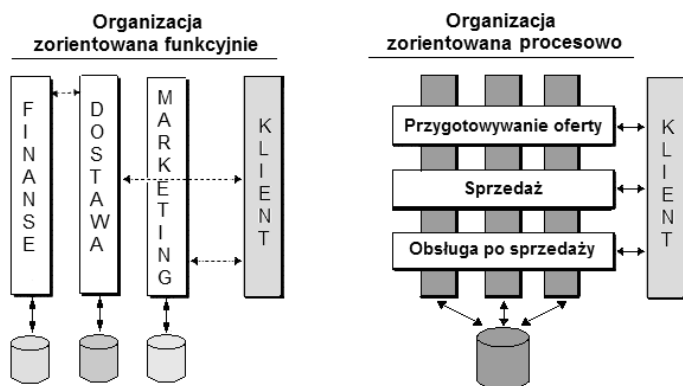 Organizacja
zorientowana funkcyjnie
FINANSE
DOSTAWA
MARKETING
KLIENT
Organizacja
zorientowana procesowo
Przygotowywanie oferty
Sprzedaż
Obsługa po sprzedaży
KLIENT